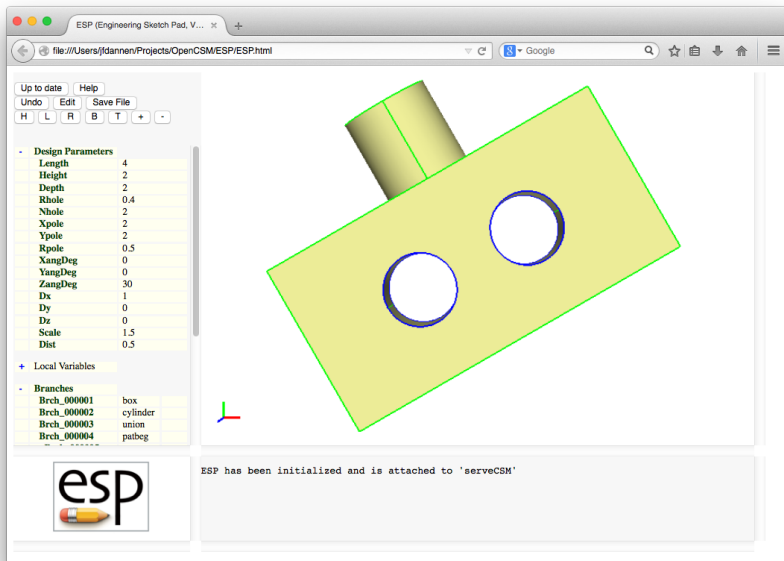 ESP (Engineering Sketch Pad, V... × +
file:///Users/jfdannen/Projects/OpenCSM/ESP/ESP.html
Google
Up to date Help
Undo Edit Save File
H L R B T + -
- Design Parameters
Length 4
Height 2
Depth 2
Rhole 0.4
Nhole 2
Xpole 2
Ypole 2
Rpole 0.5
XangDeg 0
YangDeg 0
ZangDeg 30
Dx 1
Dy 0
Dz 0
Scale 1.5
Dist 0.5
+ Local Variables
- Branches
Brch_000001 box
Brch_000002 cylinder
Brch_000003 union
Brch_000004 patbeg
esp
ESP has been initialized and is attached to 'serveCSM'